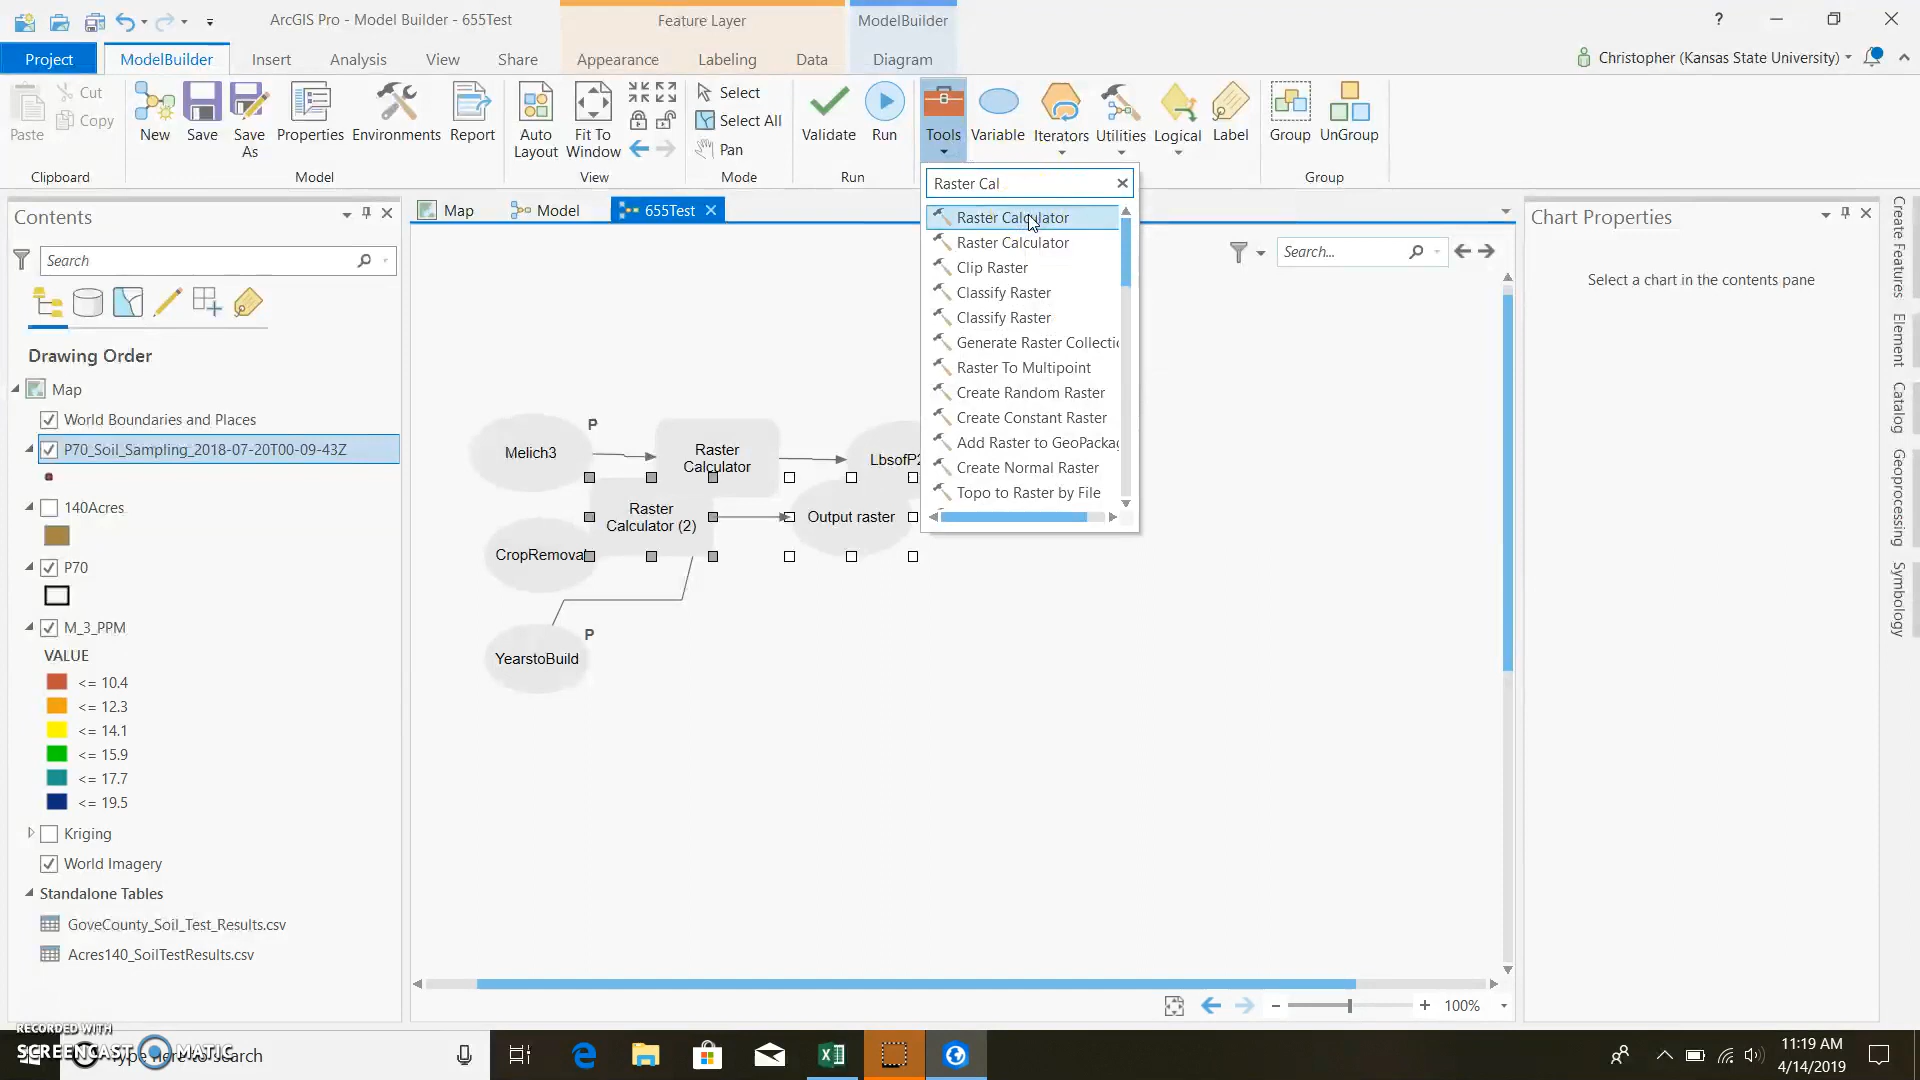 ArcGIS Pro - Model Builder - 655Test
Feature Layer
ModelBuilder
?
Project
ModelBuilder
Insert
Analysis
View
Share
Appearance
Labeling
Data
Diagram
Christopher (Kansas State University)
Paste
Cut
Copy
Clipboard
New
Save
Save As
Properties
Environments
Report
Model
Auto Layout
Fit To Window
View
Select
Select All
Pan
Mode
Validate
Run
Run
Tools
Variable
Iterators
Utilities
Logical
Label
Group
UnGroup
Group
Raster Cal
Raster Calculator
Raster Calculator
Clip Raster
Classify Raster
Classify Raster
Generate Raster Collecti
Raster To Multipoint
Create Random Raster
Create Constant Raster
Add Raster to GeoPacka
Create Normal Raster
Topo to Raster by File
Contents
Search
Drawing Order
Map
World Boundaries and Places
P70_Soil_Sampling_2018-07-20T00-09-43Z
140Acres
P70
M_3_PPM
VALUE
<= 10.4
<= 12.3
<= 14.1
<= 15.9
<= 17.7
<= 19.5
Kriging
World Imagery
Standalone Tables
GoveCounty_Soil_Test_Results.csv
Acres140_SoilTestResults.csv
Map
Model
655Test
Search...
Melich3
P
Raster Calculator
LbsofP2
Raster Calculator (2)
Output raster
CropRemoval
P
YearstoBuild
100%
Chart Properties
Select a chart in the contents pane
Create Features
Element
Catalog
Geoprocessing
Symbology
RECORDED WITH
SCREENCAST MATIC
Type here to search
11:19 AM
4/14/2019